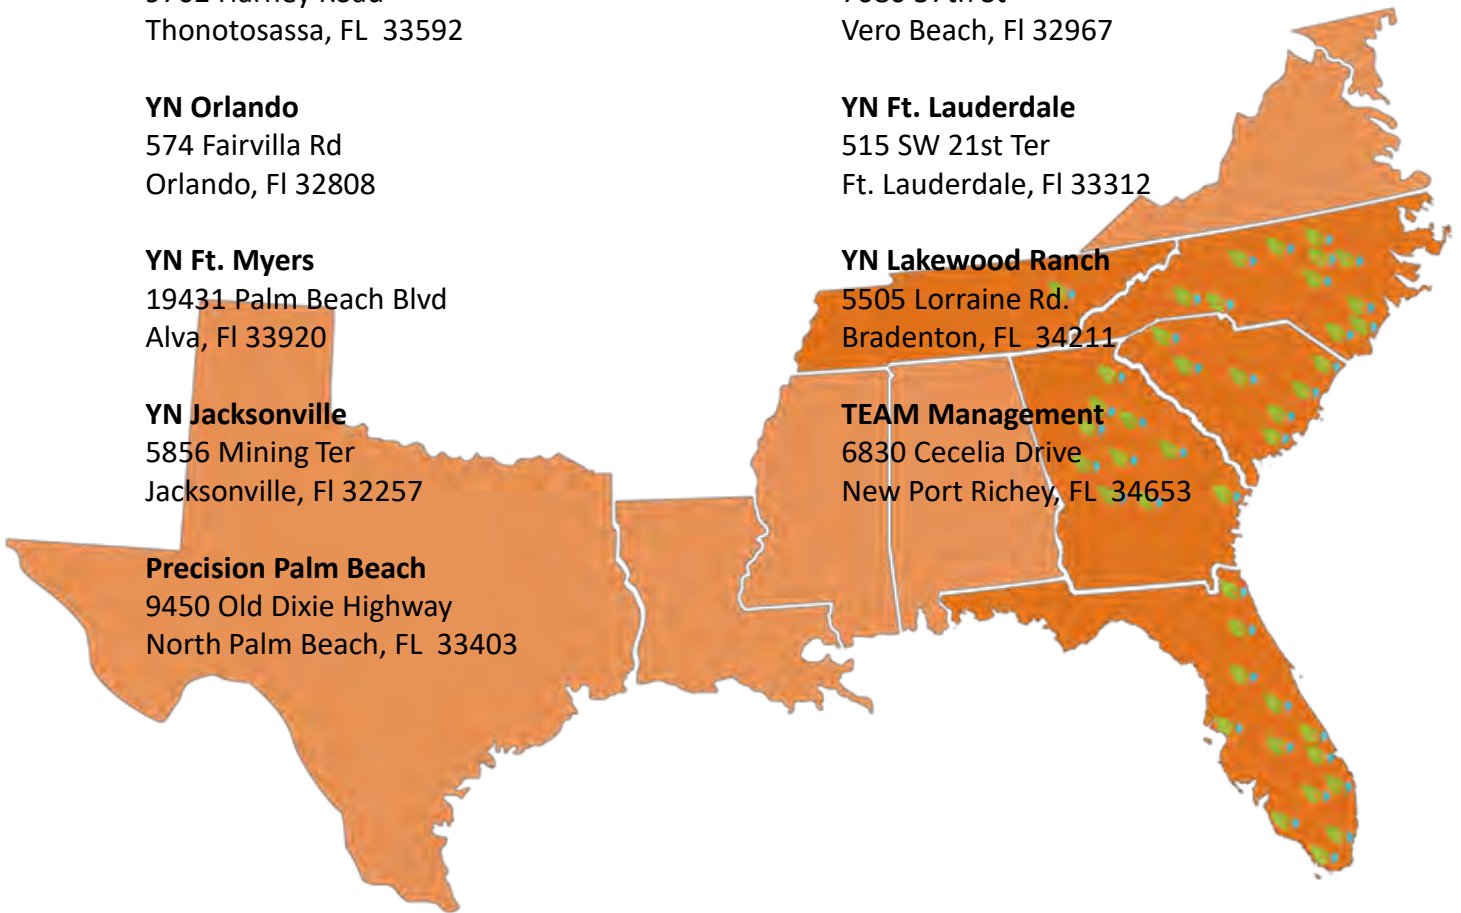 Thonotosassa, FL  33592
YN Orlando
574 Fairvilla Rd
Orlando, Fl 32808
YN Ft. Myers
19431 Palm Beach Blvd
Alva, Fl 33920
YN Jacksonville
5856 Mining Ter
Jacksonville, Fl 32257
Precision Palm Beach
9450 Old Dixie Highway
North Palm Beach, FL  33403
Vero Beach, Fl 32967
YN Ft. Lauderdale
515 SW 21st Ter
Ft. Lauderdale, Fl 33312
YN Lakewood Ranch
5505 Lorraine Rd.
Bradenton, FL  34211
TEAM Management
6830 Cecelia Drive
New Port Richey, FL  34653